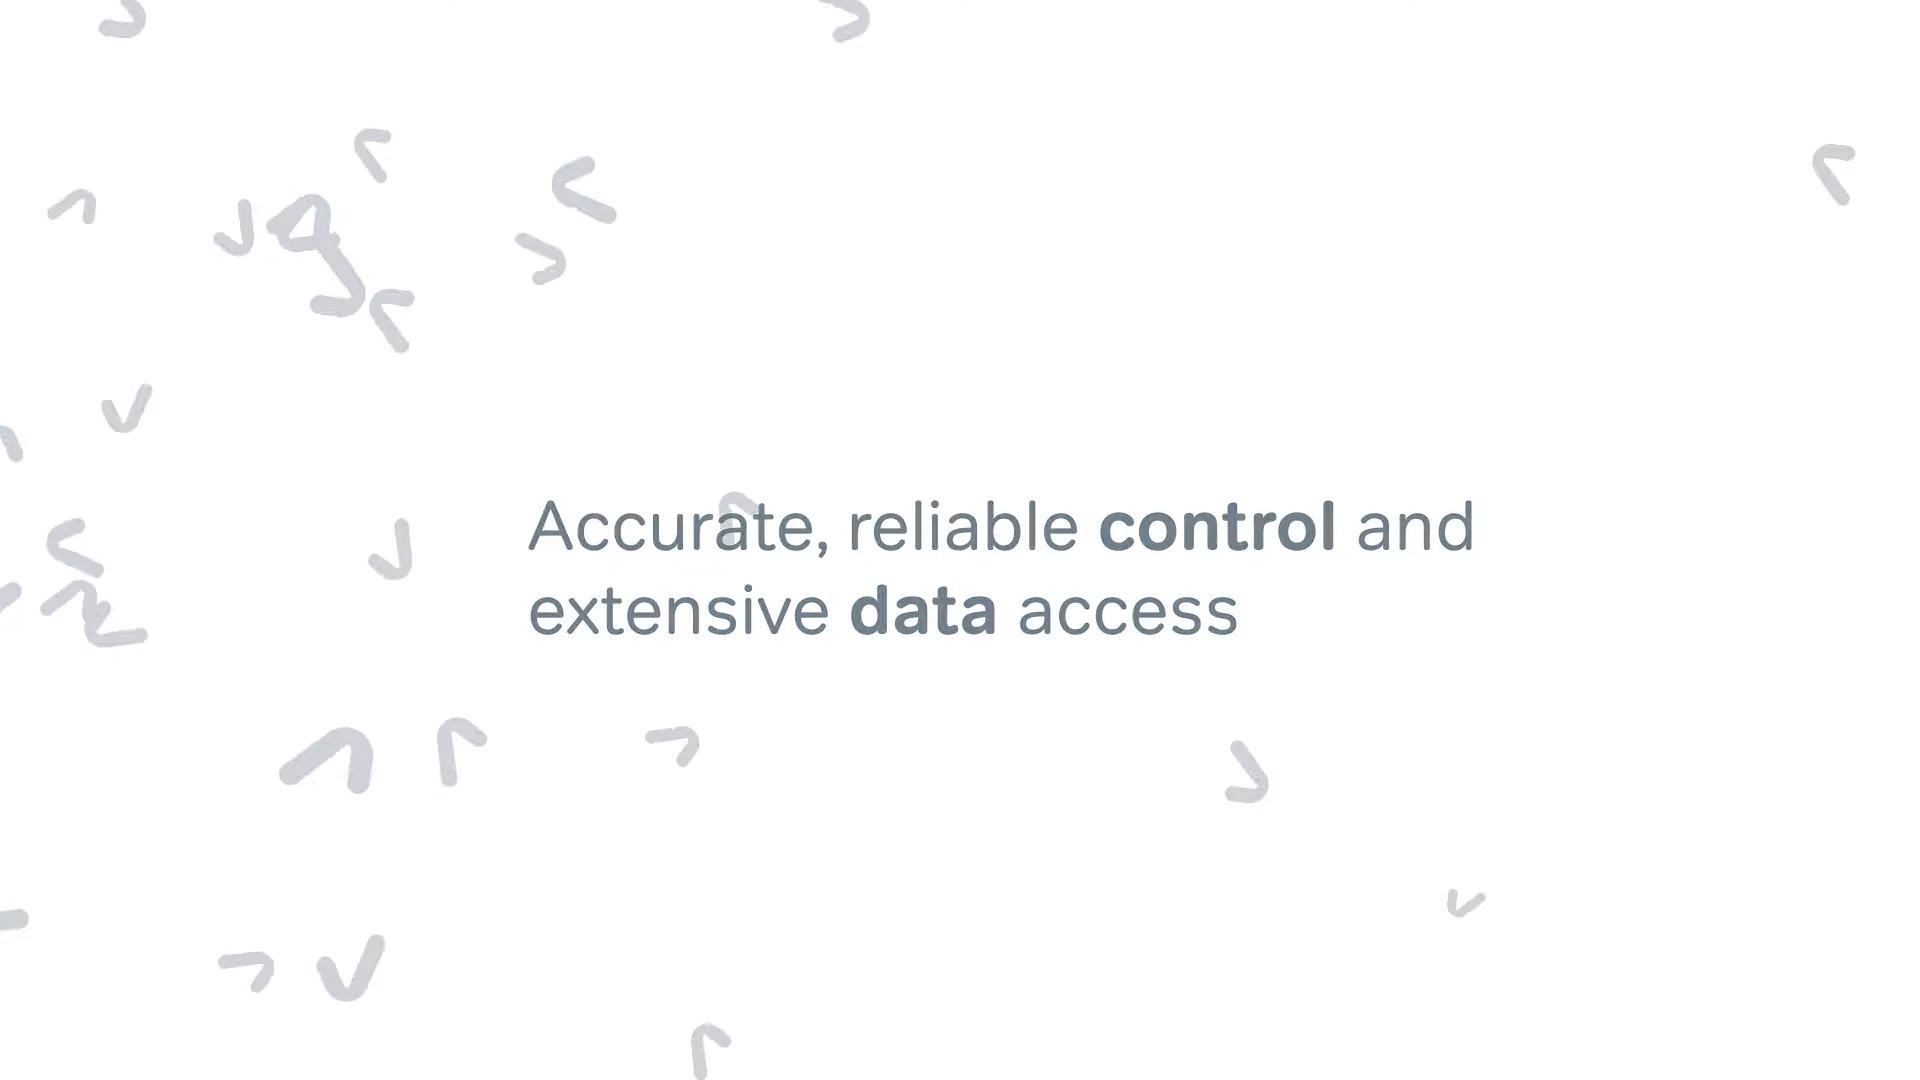 Accurate, reliable control and
extensive data access